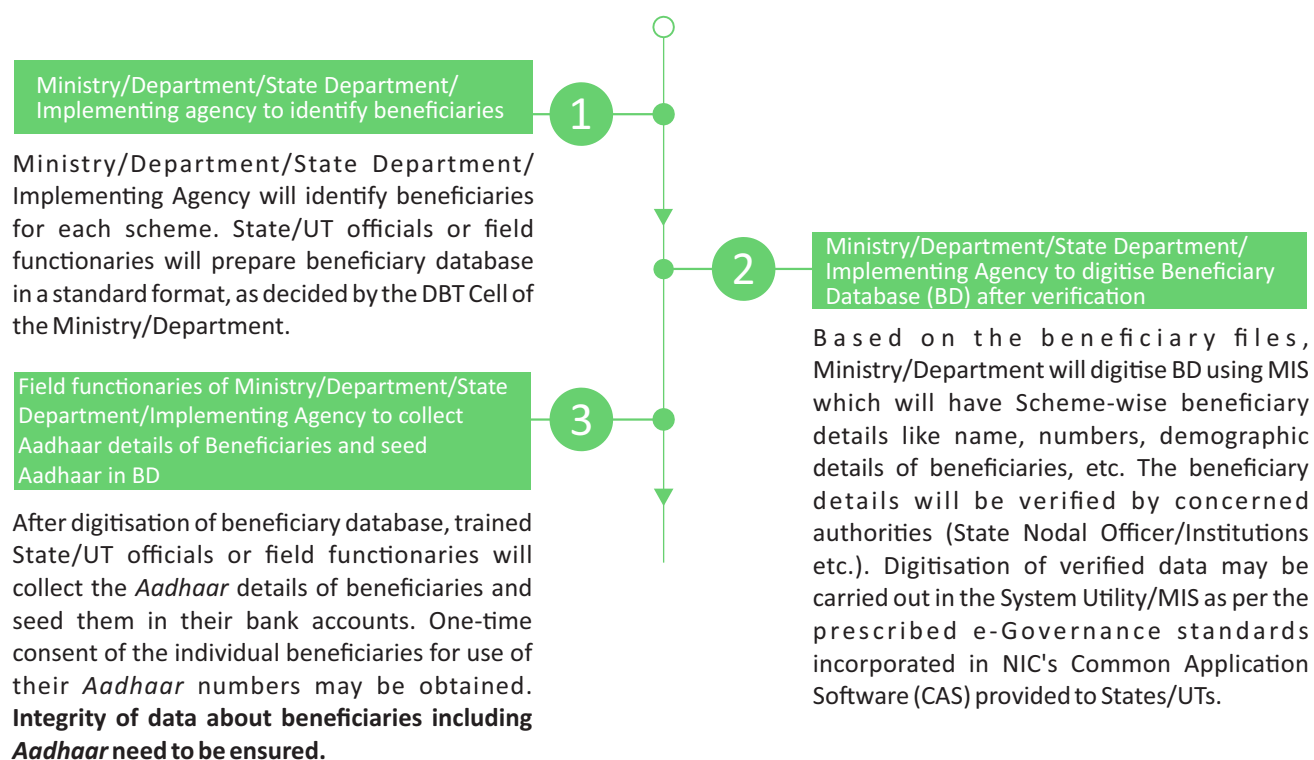 Ministry/Department/State Department/
Implementing agency to identify beneficiaries
1
Ministry/Department/State Department/
Implementing Agency will identify beneficiaries
for each scheme. State/UT officials or field
functionaries will prepare beneficiary database
in a standard format, as decided by the DBT Cell of
the Ministry/Department.
2
Ministry/Department/State Department/
Implementing Agency to digitise Beneficiary
Database (BD) after verification
Based on the beneficiary files,
Ministry/Department will digitise BD using MIS
which will have Scheme-wise beneficiary
details like name, numbers, demographic
details of beneficiaries, etc. The beneficiary
details will be verified by concerned
authorities (State Nodal Officer/Institutions
etc.). Digitisation of verified data may be
carried out in the System Utility/MIS as per the
prescribed e-Governance standards
incorporated in NIC's Common Application
Software (CAS) provided to States/UTs.
Field functionaries of Ministry/Department/State
Department/Implementing Agency to collect
Aadhaar details of Beneficiaries and seed
Aadhaar in BD
3
After digitisation of beneficiary database, trained
State/UT officials or field functionaries will
collect the Aadhaar details of beneficiaries and
seed them in their bank accounts. One-time
consent of the individual beneficiaries for use of
their Aadhaar numbers may be obtained.
Integrity of data about beneficiaries including
Aadhaar need to be ensured.